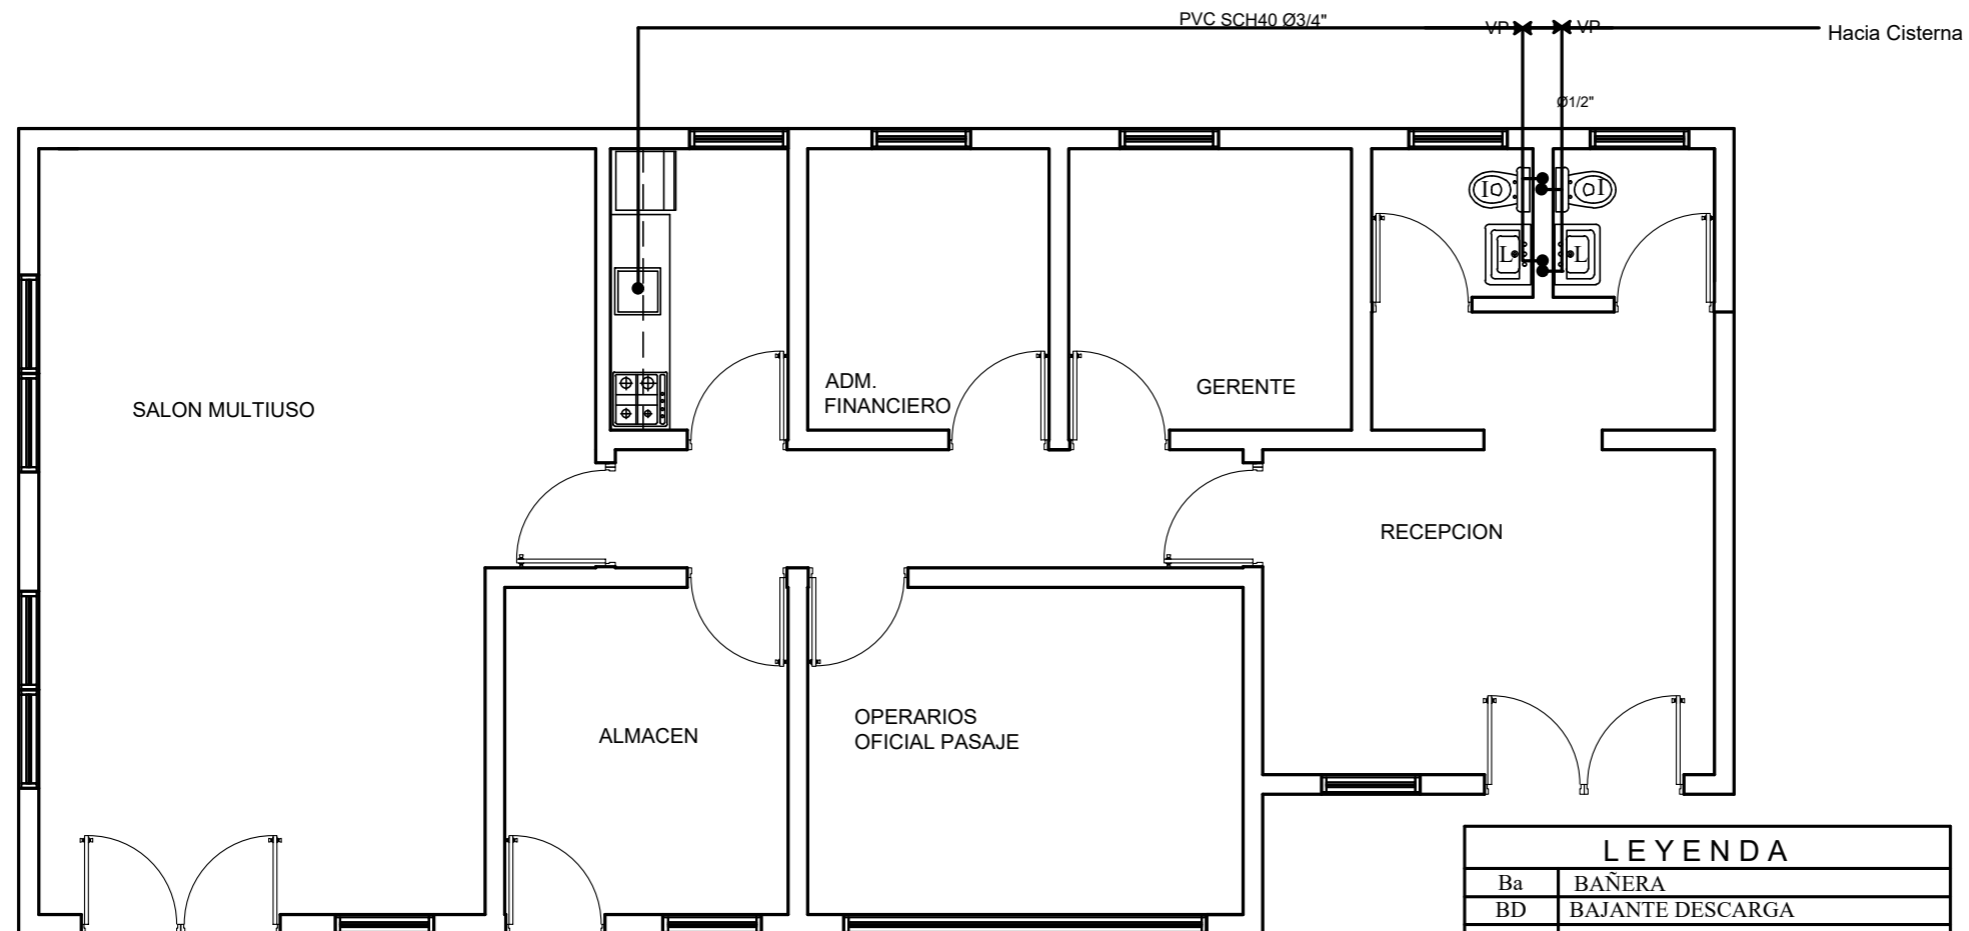 PVC SCH40 Ø3/4"
VP
VP
Hacia Cisterna
Ø1/2"
I
I
L
L
ADM.
FINANCIERO
GERENTE
SALON MULTIUSO
RECEPCION
OPERARIOS
OFICIAL PASAJE
ALMACEN
LEYENDA
Ba BAÑERA
BD BAJANTE DESCARGA